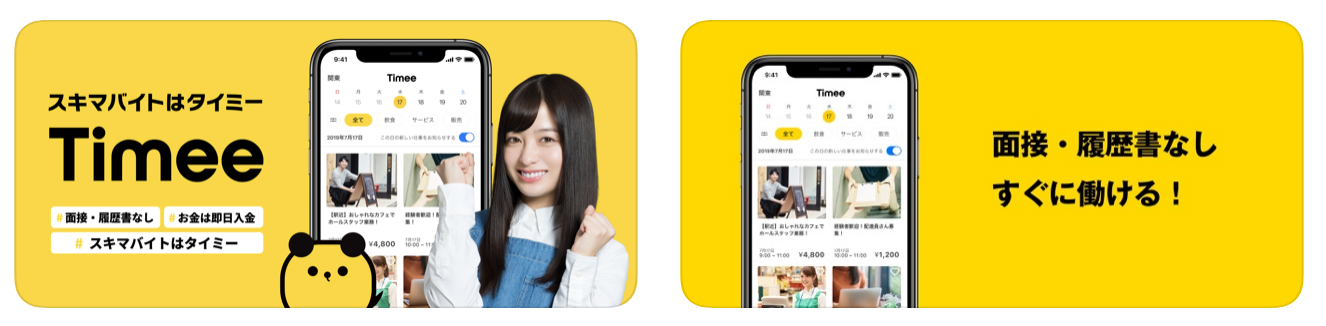 スキマバイトはタイミー
Timee
#面接・履歴書なし
#お金は即日入金
# スキマバイトはタイミー
9:41
関東
Timee
日 月 火 水 木 金 土
14 15 16 17 18 19 20
全て 飲食 サービス 販売
2019年7月17日 この日の新しい仕事をお知らせする
【駅近】おしゃれなカフェで
ホールスタッフ業務！
経験者歓迎！
集！
7月17日
9:00 ~ 11:00 ¥4,800
7月17日
10:00 ~ 11
9:41
関東
Timee
日 月 火 水 木 金 土
14 15 16 17 18 19 20
全て 飲食 サービス 販売
2019年7月17日 この日の新しい仕事をお知らせする
【駅近】おしゃれなカフェで
ホールスタッフ業務！
経験者歓迎！配達員さん募
集！
7月17日
9:00 ~ 11:00 ¥4,800
7月17日
10:00 ~ 11:00 ¥1,200
面接・履歴書なし
すぐに働ける！